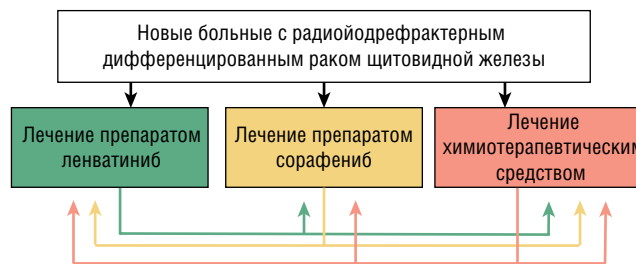 Новые больные с радиойодрефрактерным
дифференцированным раком щитовидной железы
Лечение препаратом
ленватиниб
Лечение препаратом
сорафениб
Лечение
химиотерапевтическим
средством